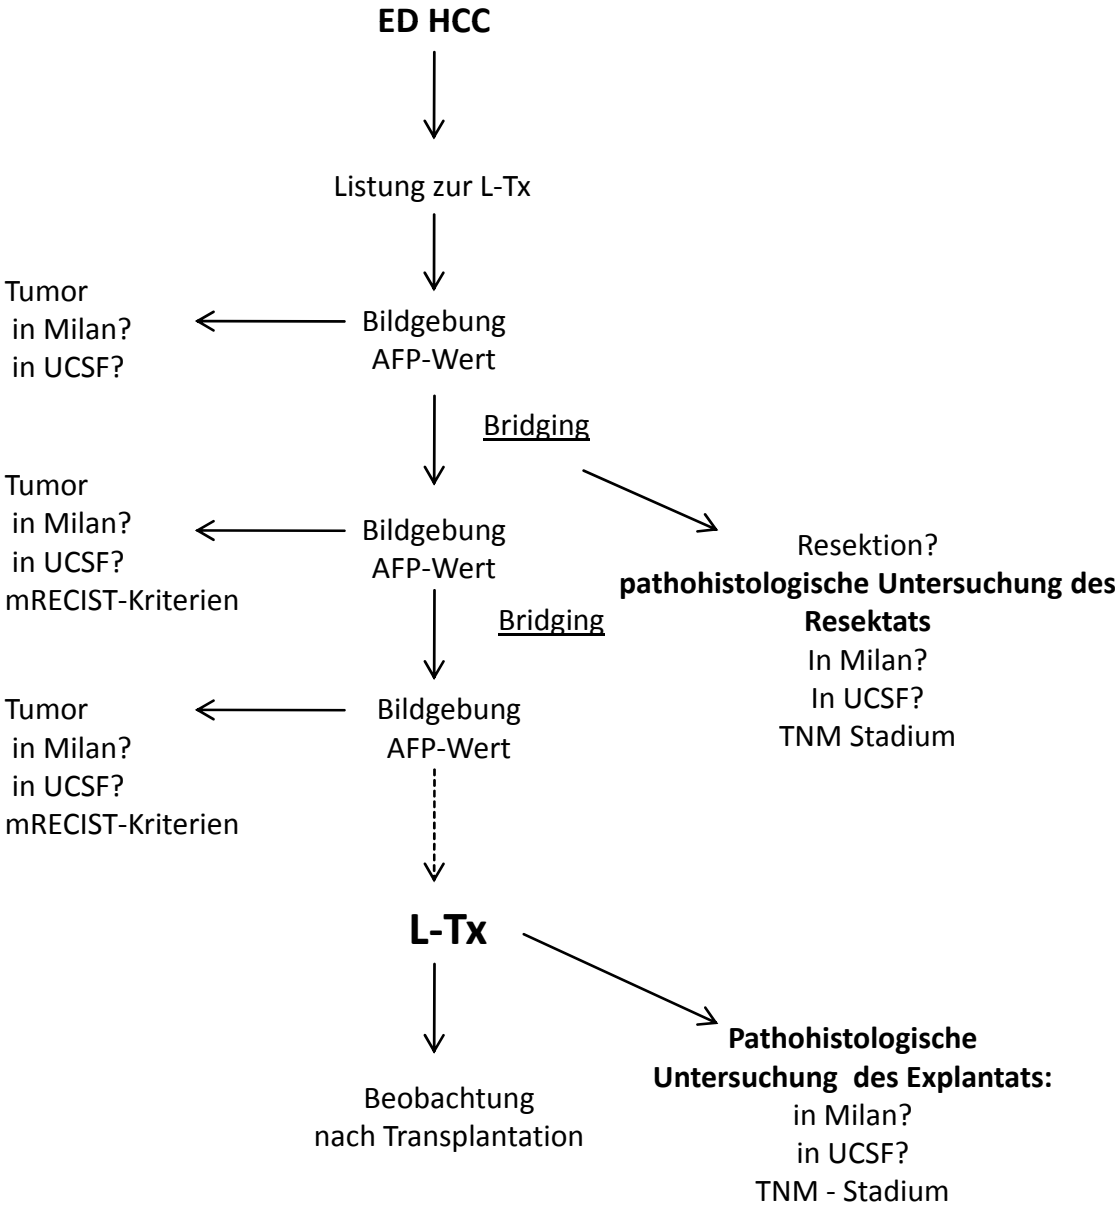 ED HCC
Listung zur L-Tx
Tumor
in Milan?
in UCSF?
Bildgebung
AFP-Wert
Bridging
Tumor
in Milan?
in UCSF?
mRECIST-Kriterien
Bildgebung
AFP-Wert
Resektion?
pathohistologische Untersuchung des
Resektats
In Milan?
In UCSF?
TNM Stadium
Bridging
Tumor
in Milan?
in UCSF?
mRECIST-Kriterien
Bildgebung
AFP-Wert
L-Tx
Beobachtung
nach Transplantation
Pathohistologische
Untersuchung des Explantats:
in Milan?
in UCSF?
TNM - Stadium